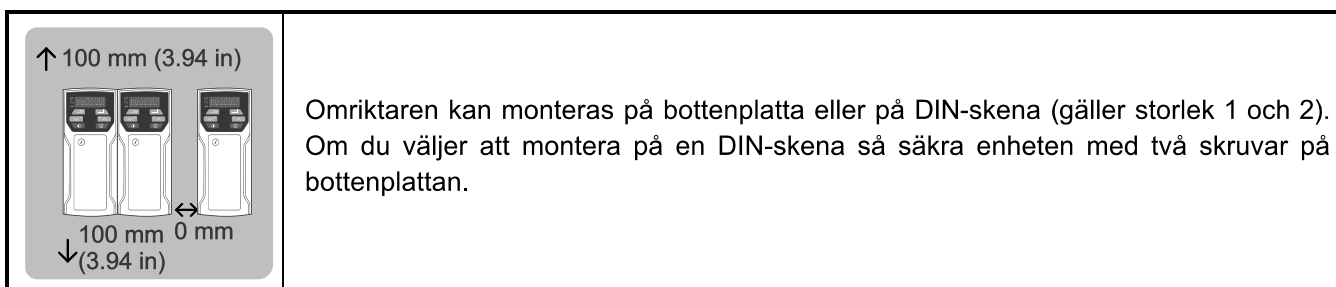 100 mm (3.94 in)
100 mm
(3.94 in)
0 mm
Omriktaren kan monteras på bottenplatta eller på DIN-skena (gäller storlek 1 och 2).
Om du väljer att montera på en DIN-skena så säkra enheten med två skruvar på
bottenplattan.